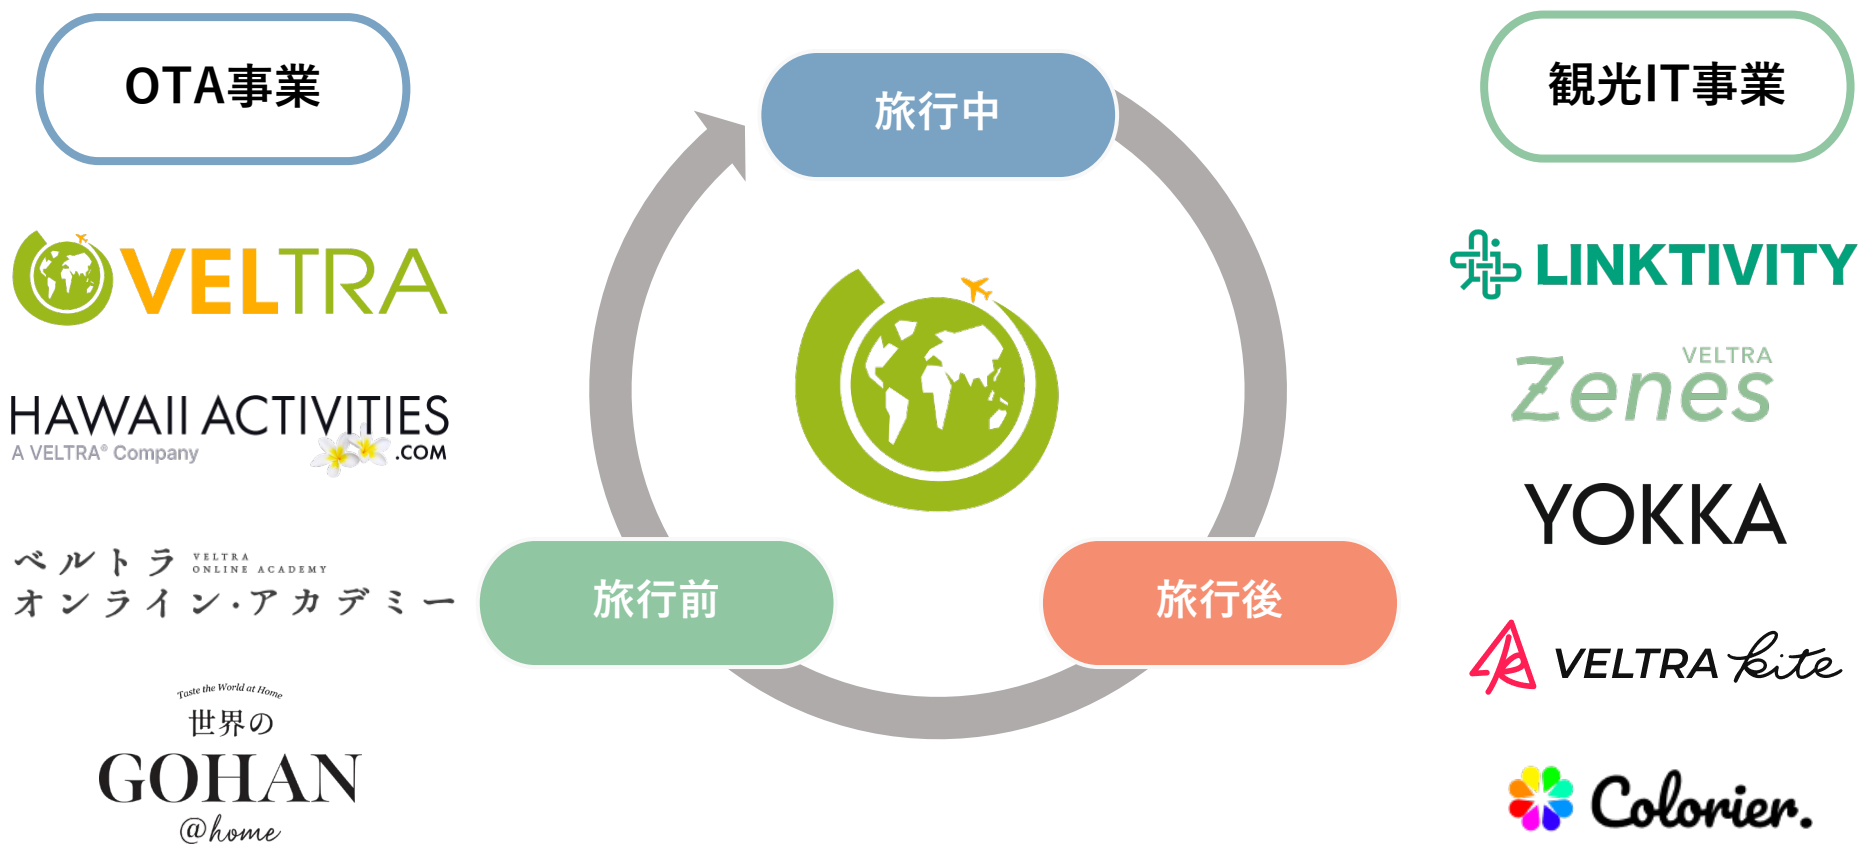 OTA事業
VELTRA
HAWAII ACTIVITIES
A VELTRA® Company
.COM
ベルトラ
VELTRA
ONLINE ACADEMY
オンライン・アカデミー
Taste the World at Home
世界の
GOHAN
@home
旅行中
旅行前
旅行後
観光IT事業
LINKTIVITY
VELTRA
Zenes
YOKKA
VELTRA kite
Colorier.